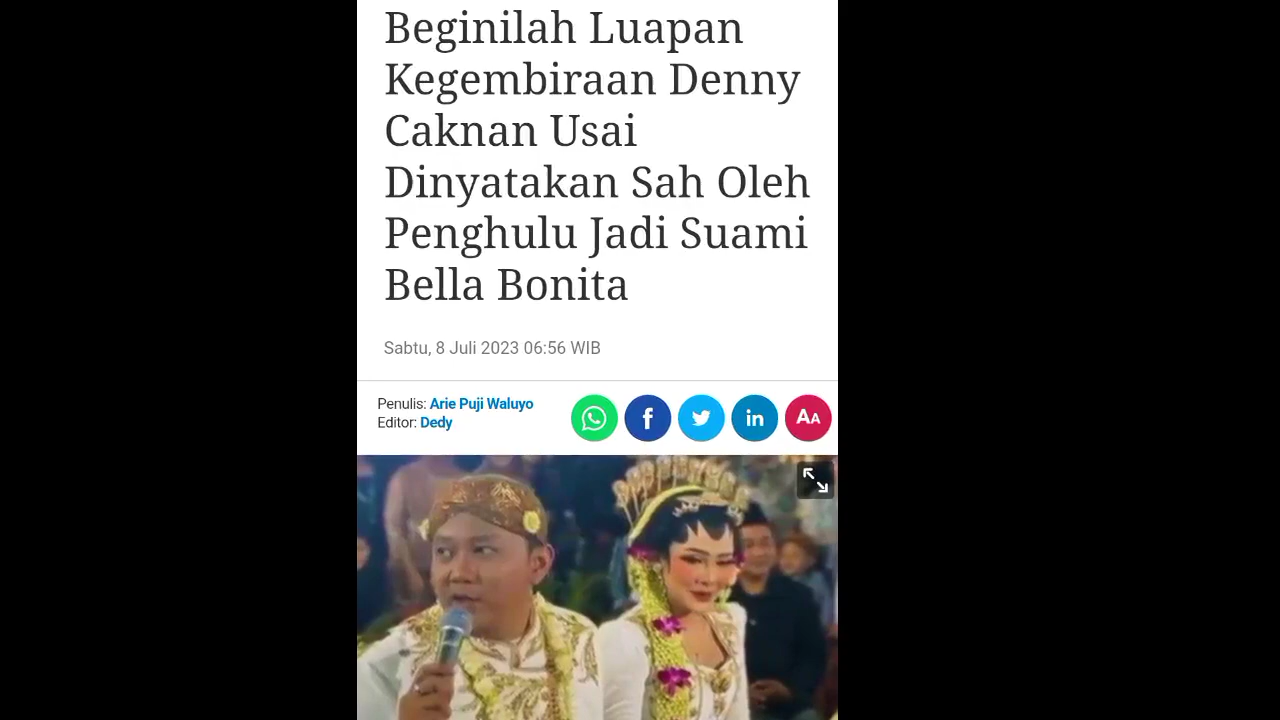 Beginilah Luapan
Kegembiraan Denny
Caknan Usai
Dinyatakan Sah Oleh
Penghulu Jadi Suami
Bella Bonita
Sabtu, 8 Juli 2023 06:56 WIB
Penulis: Arie Puji Waluyo
Editor: Dedy
f
in
AA